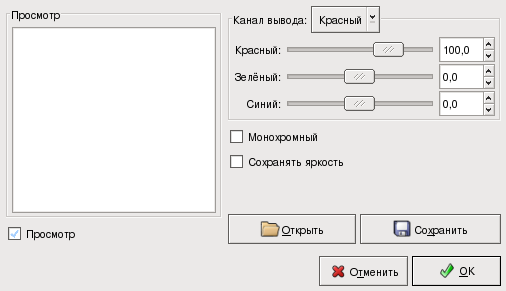 Просмотр
Канал вывода: Красный
Красный: 100,0
Зелёный: 0,0
Синий: 0,0
Монохромный
Сохранять яркость
Просмотр
Открыть
Сохранить
Отменить
OK